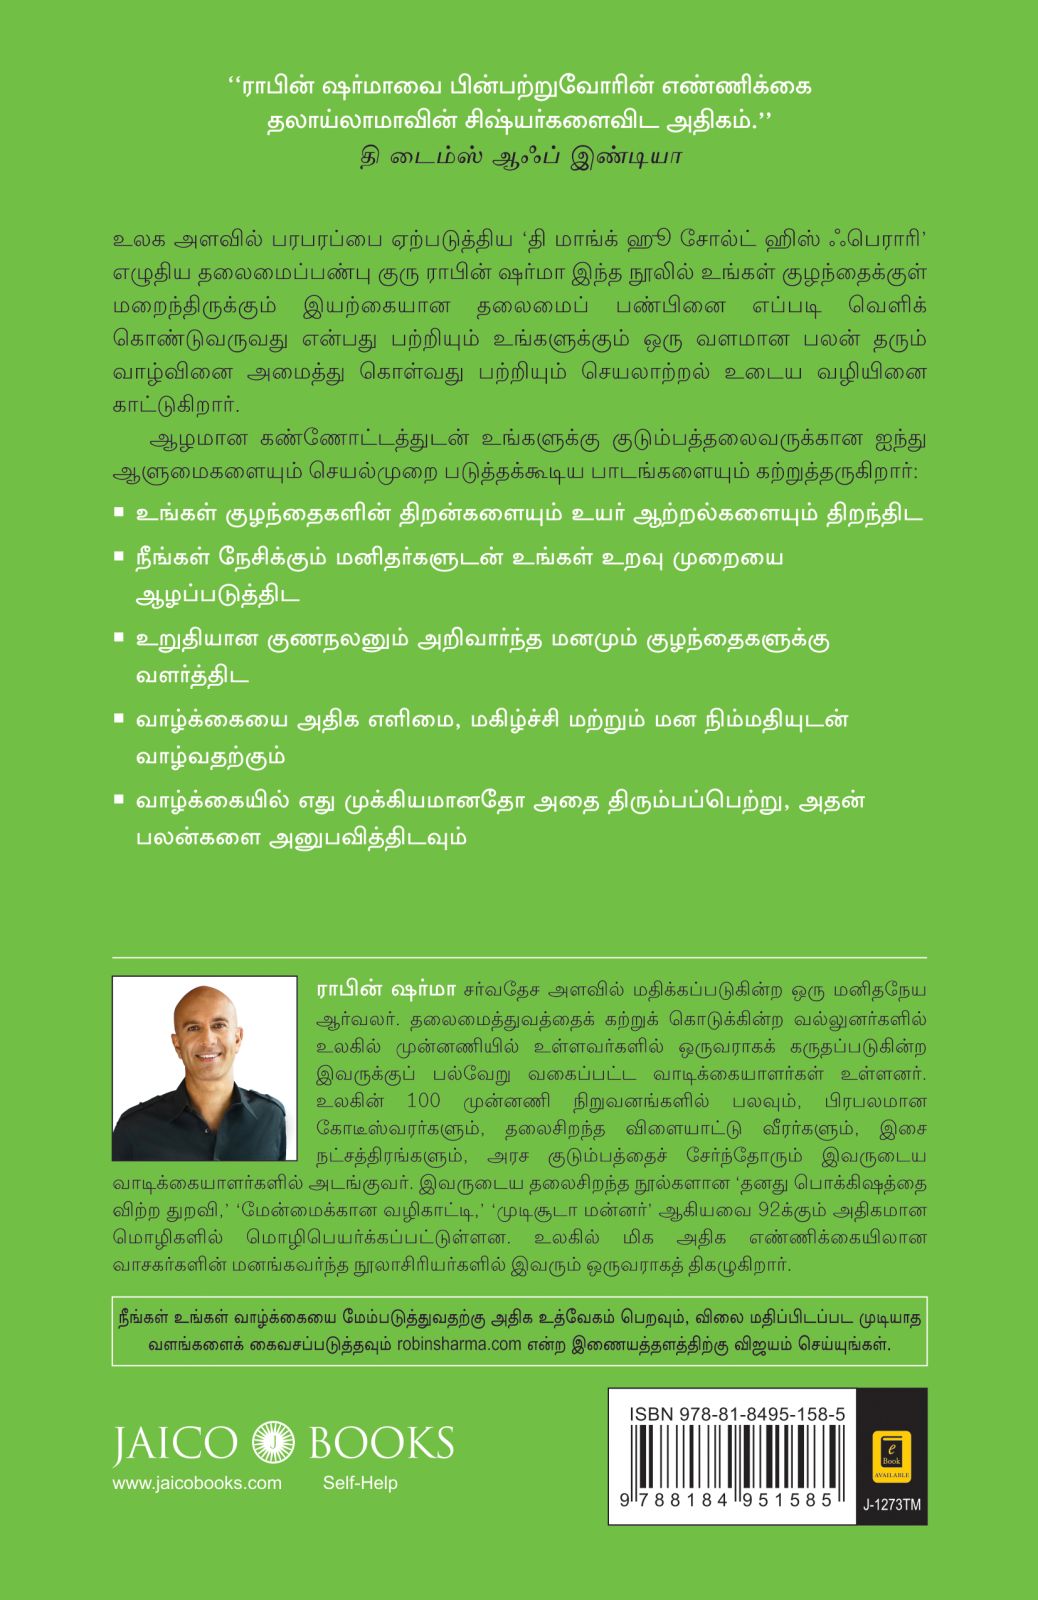 ‘‘ராபின் ஷர்மாவை பின்பற்றுவோரின் எண்ணிக்கை
தலாய்லாமாவின் சிஷ்யர்களைவிட அதிகம்.’’
தி டைம்ஸ் ஆஃப் இண்டியா
உலக அளவில் பரபரப்பை ஏற்படுத்திய ‘தி மாங்க் ஹூ சோல்ட் ஹிஸ் ஃபெராரி’
எழுதிய தலைமைப்பண்பு குரு ராபின் ஷர்மா இந்த நூலில் உங்கள் குழந்தைக்குள்
மறைந்திருக்கும் இயற்கையான தலைமைப் பண்பினை எப்படி வெளிக்
கொண்டுவருவது என்பது பற்றியும் உங்களுக்கும் ஒரு வளமான பலன் தரும்
வாழ்வினை அமைத்து கொள்வது பற்றியும் செயலாற்றல் உடைய வழியினை
காட்டுகிறார்.
ஆழமான கண்ணோட்டத்துடன் உங்களுக்கு குடும்பத்தலைவருக்கான ஐந்து
ஆளுமைகளையும் செயல்முறை படுத்தக்கூடிய பாடங்களையும் கற்றுத்தருகிறார்:
▪ உங்கள் குழந்தைகளின் திறன்களையும் உயர் ஆற்றல்களையும் திறந்திட
▪ நீங்கள் நேசிக்கும் மனிதர்களுடன் உங்கள் உறவு முறையை
ஆழப்படுத்திட
▪ உறுதியான குணநலனும் அறிவார்ந்த மனமும் குழந்தைகளுக்கு
வளர்த்திட
▪ வாழ்க்கையை அதிக எளிமை, மகிழ்ச்சி மற்றும் மன நிம்மதியுடன்
வாழ்வதற்கும்
▪ வாழ்க்கையில் எது முக்கியமானதோ அதை திரும்பப்பெற்று, அதன்
பலன்களை அனுபவித்திடவும்
ராபின் ஷர்மா சர்வதேச அளவில் மதிக்கப்படுகின்ற ஒரு மனிதநேய
ஆர்வலர். தலைமைத்துவத்தைக் கற்றுக் கொடுக்கின்ற வல்லுனர்களில்
உலகில் முன்னணியில் உள்ளவர்களில் ஒருவராகக் கருதப்படுகின்ற
இவருக்குப் பல்வேறு வகைப்பட்ட வாடிக்கையாளர்கள் உள்ளனர்.
உலகின் 100 முன்னணி நிறுவனங்களில் பலவும், பிரபலமான
கோடீஸ்வரர்களும், தலைசிறந்த விளையாட்டு வீரர்களும், இசை
நட்சத்திரங்களும், அரச குடும்பத்தைச் சேர்ந்தோரும் இவருடைய
வாடிக்கையாளர்களில் அடங்குவர். இவருடைய தலைசிறந்த நூல்களான ‘தனது பொக்கிஷத்தை
விற்ற துறவி,’ ‘மேன்மைக்கான வழிகாட்டி,’ ‘முடிசூடா மன்னர்’ ஆகியவை 92க்கும் அதிகமான
மொழிகளில் மொழிபெயர்க்கப்பட்டுள்ளன. உலகில் மிக அதிக எண்ணிக்கையிலான
வாசகர்களின் மனங்கவர்ந்த நூலாசிரியர்களில் இவரும் ஒருவராகத் திகழுகிறார்.
நீங்கள் உங்கள் வாழ்க்கையை மேம்படுத்துவதற்கு அதிக உத்வேகம் பெறவும், விலை மதிப்பிடப்பட முடியாத
வளங்களைக் கைவசப்படுத்தவும் robinsharma.com என்ற இணையத்தளத்திற்கு விஜயம் செய்யுங்கள்.
JAICO J BOOKS
www.jaicobooks.com Self-Help
ISBN 978-81-8495-158-5
9 788184 951585
e
Book
AVAILABLE
J-1273TM